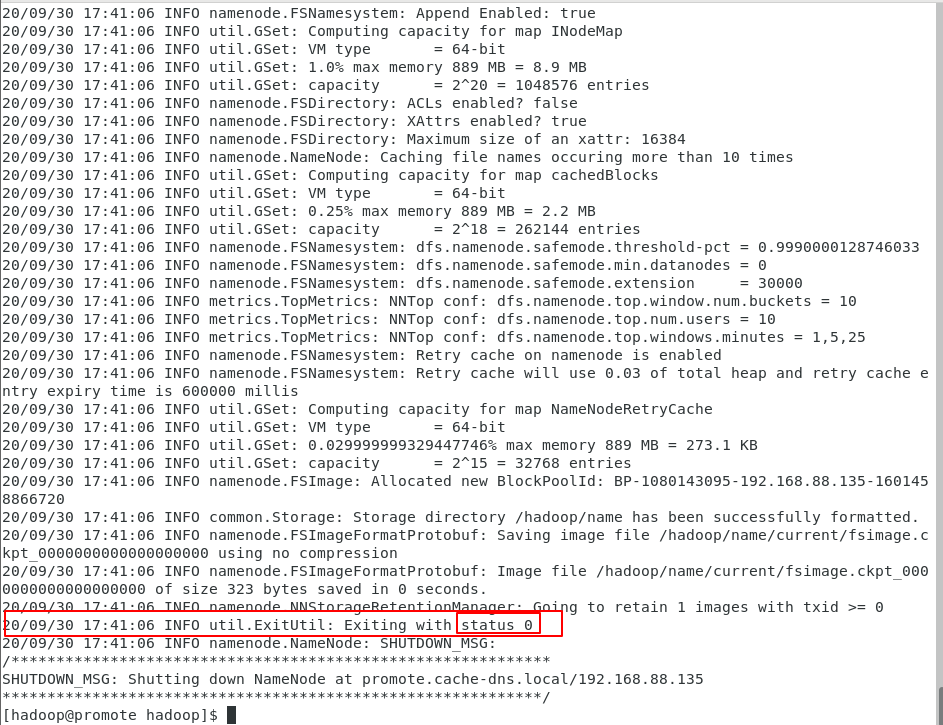 20/09/30 17:41:06 INFO namenode.FSNamesystem: Append Enabled: true
20/09/30 17:41:06 INFO util.GSet: Computing capacity for map INodeMap
20/09/30 17:41:06 INFO util.GSet: VM type       = 64-bit
20/09/30 17:41:06 INFO util.GSet: 1.0% max memory 889 MB = 8.9 MB
20/09/30 17:41:06 INFO util.GSet: capacity      = 2^20 = 1048576 entries
20/09/30 17:41:06 INFO namenode.FSDirectory: ACLs enabled? false
20/09/30 17:41:06 INFO namenode.FSDirectory: XAttrs enabled? true
20/09/30 17:41:06 INFO namenode.FSDirectory: Maximum size of an xattr: 16384
20/09/30 17:41:06 INFO namenode.NameNode: Caching file names occuring more than 10 times
20/09/30 17:41:06 INFO util.GSet: Computing capacity for map cachedBlocks
20/09/30 17:41:06 INFO util.GSet: VM type       = 64-bit
20/09/30 17:41:06 INFO util.GSet: 0.25% max memory 889 MB = 2.2 MB
20/09/30 17:41:06 INFO util.GSet: capacity      = 2^18 = 262144 entries
20/09/30 17:41:06 INFO namenode.FSNamesystem: dfs.namenode.safemode.threshold-pct = 0.9990000128746033
20/09/30 17:41:06 INFO namenode.FSNamesystem: dfs.namenode.safemode.min.datanodes = 0
20/09/30 17:41:06 INFO namenode.FSNamesystem: dfs.namenode.safemode.extension     = 30000
20/09/30 17:41:06 INFO metrics.TopMetrics: NNTop conf: dfs.namenode.top.window.num.buckets = 10
20/09/30 17:41:06 INFO metrics.TopMetrics: NNTop conf: dfs.namenode.top.num.users = 10
20/09/30 17:41:06 INFO metrics.TopMetrics: NNTop conf: dfs.namenode.top.windows.minutes = 1,5,25
20/09/30 17:41:06 INFO namenode.FSNamesystem: Retry cache on namenode is enabled
20/09/30 17:41:06 INFO namenode.FSNamesystem: Retry cache will use 0.03 of total heap and retry cache e
ntry expiry time is 600000 millis
20/09/30 17:41:06 INFO util.GSet: Computing capacity for map NameNodeRetryCache
20/09/30 17:41:06 INFO util.GSet: VM type       = 64-bit
20/09/30 17:41:06 INFO util.GSet: 0.029999999329447746% max memory 889 MB = 273.1 KB
20/09/30 17:41:06 INFO util.GSet: capacity      = 2^15 = 32768 entries
20/09/30 17:41:06 INFO namenode.FSImage: Allocated new BlockPoolId: BP-1080143095-192.168.88.135-160145
8866720
20/09/30 17:41:06 INFO common.Storage: Storage directory /hadoop/name has been successfully formatted.
20/09/30 17:41:06 INFO namenode.FSImageFormatProtobuf: Saving image file /hadoop/name/current/fsimage.c
kpt_0000000000000000000 using no compression
20/09/30 17:41:06 INFO namenode.FSImageFormatProtobuf: Image file /hadoop/name/current/fsimage.ckpt_000
0000000000000000 of size 323 bytes saved in 0 seconds.
20/09/30 17:41:06 INFO namenode.NNStorageRetentionManager: Going to retain 1 images with txid >= 0
20/09/30 17:41:06 INFO util.ExitUtil: Exiting with status 0
20/09/30 17:41:06 INFO namenode.NameNode: SHUTDOWN_MSG:
/************************************************************
SHUTDOWN_MSG: Shutting down NameNode at promote.cache-dns.local/192.168.88.135
************************************************************/
[hadoop@promote hadoop]$